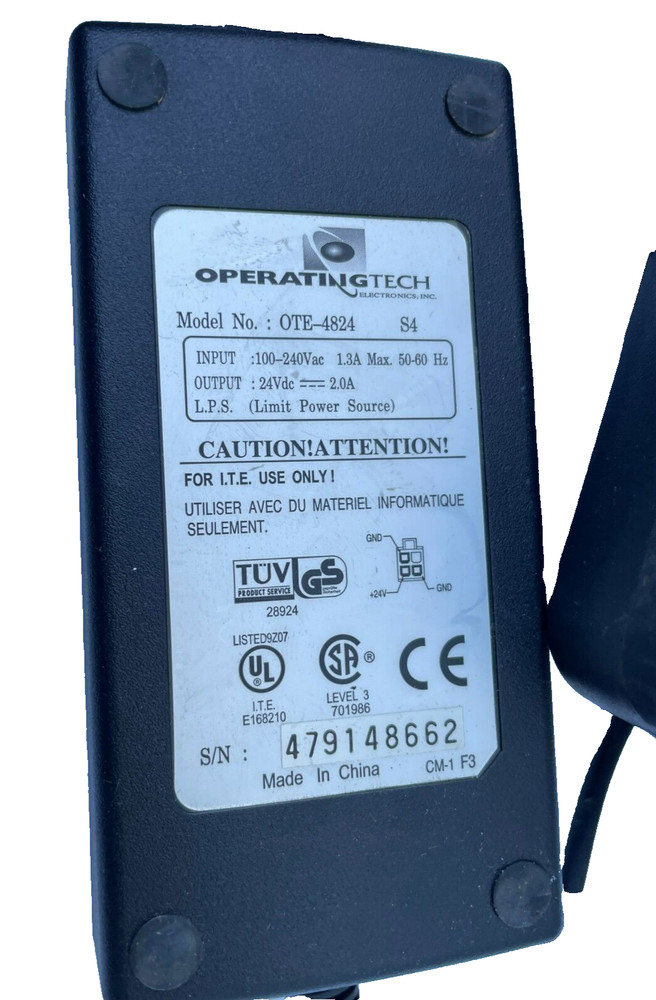 OPERATINGTECH
ELECTRONICS, INC.
Model No. : OTE-4824 S4
INPUT :100-240Vac 1.3A Max. 50-60 Hz
OUTPUT : 24Vdc ⎓ 2.0A
L.P.S. (Limit Power Source)
CAUTION!ATTENTION!
FOR I.T.E. USE ONLY!
UTILISER AVEC DU MATERIEL INFORMATIQUE
SEULEMENT.
GND
+24V
GND
TÜV
PRODUCT SERVICE
GS
28924
LISTED9Z07
UL
®
I.T.E.
E168210
SA ®
LEVEL 3
701986
CE
S/N : 479148662
Made In China CM-1 F3